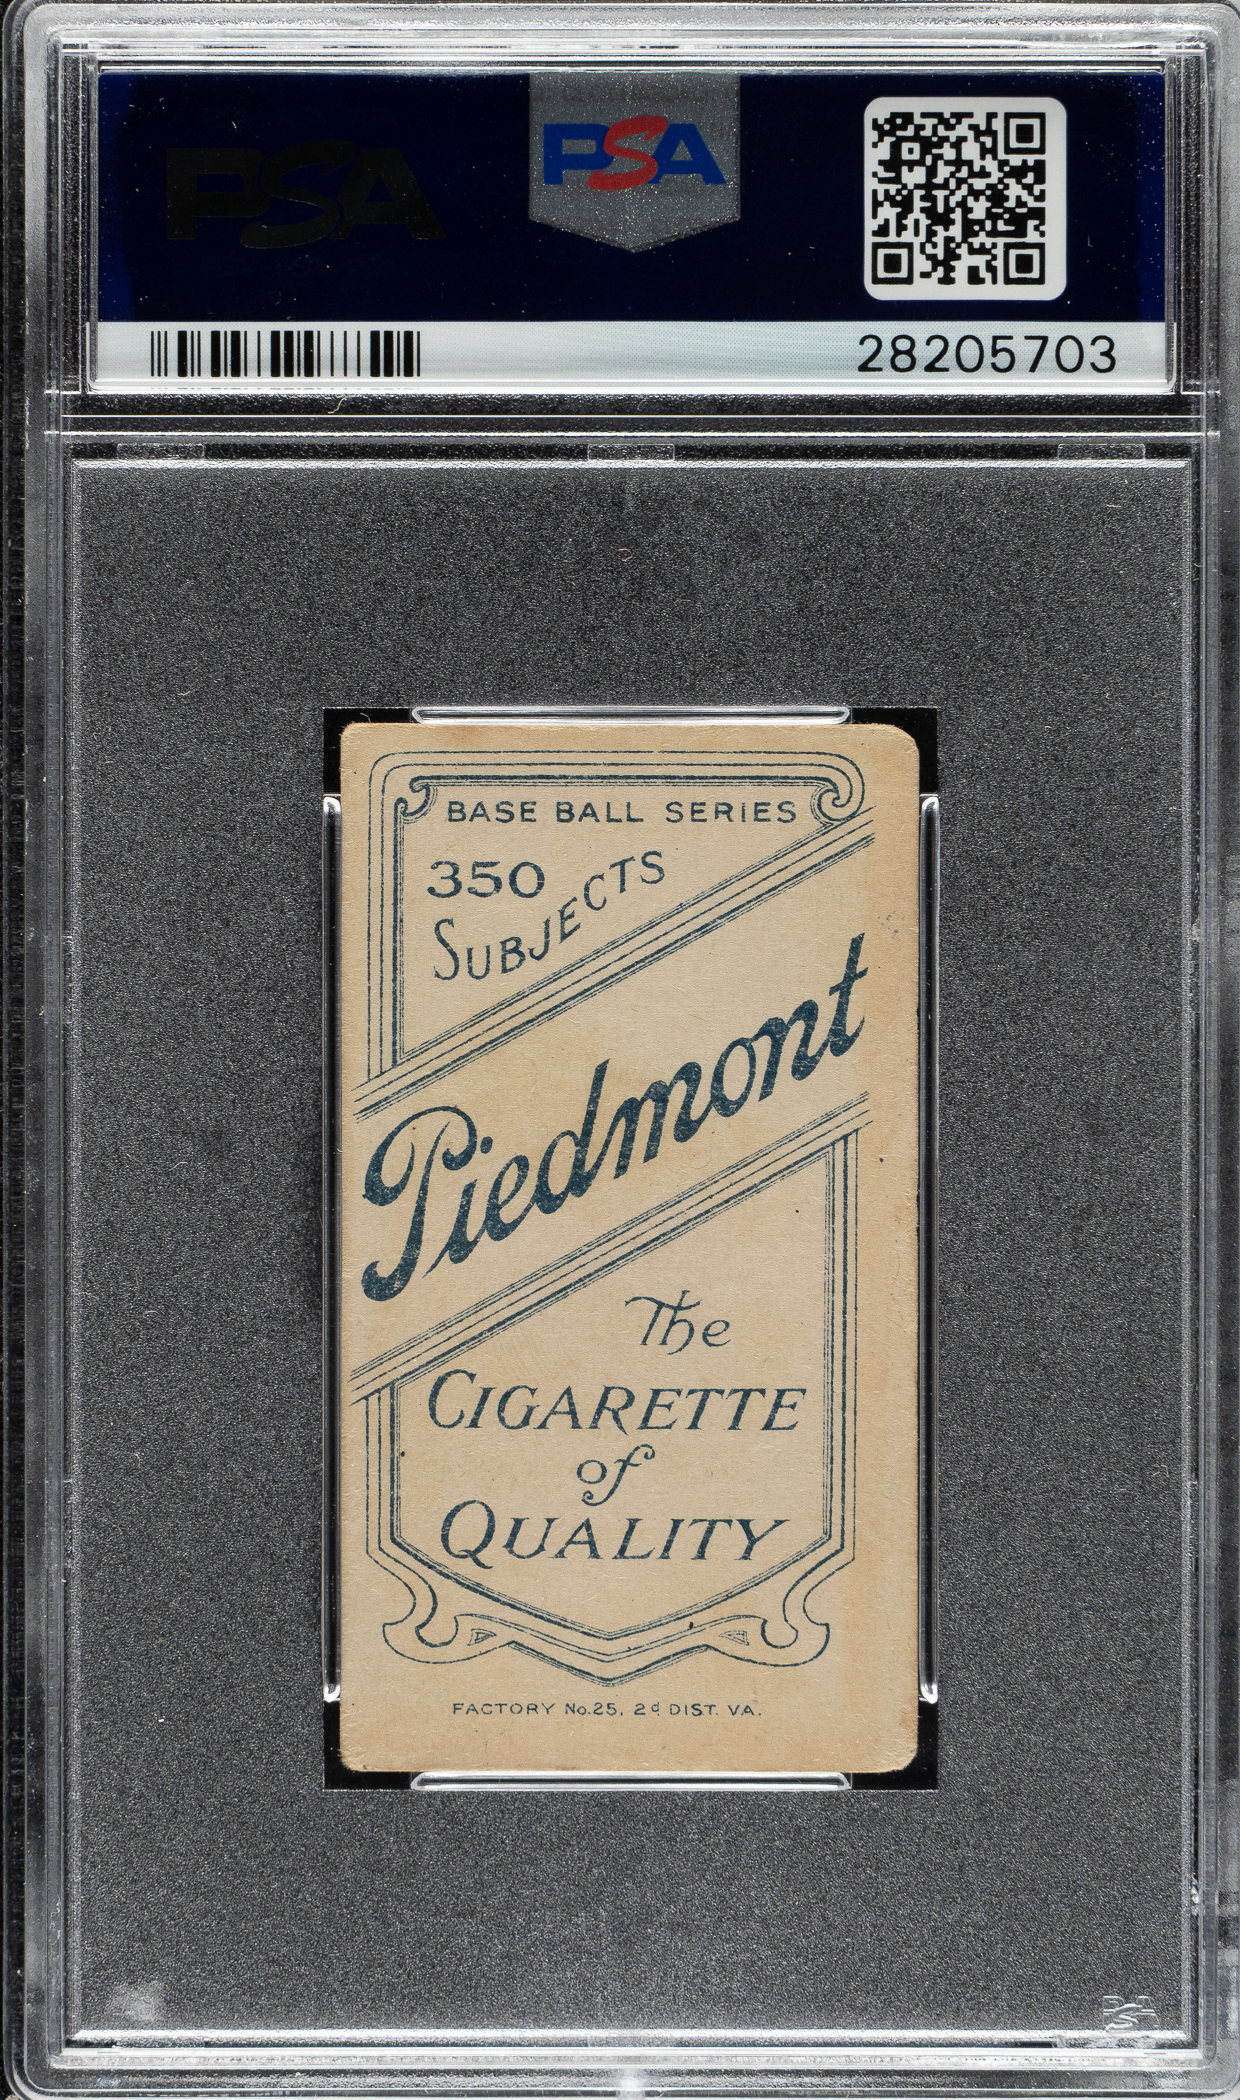 PSA
PSA
28205703
BASE BALL SERIES
350
SUBJECTS
Piedmont
The
CIGARETTE
of
QUALITY
FACTORY No.25, 2d DIST. VA.
PSA